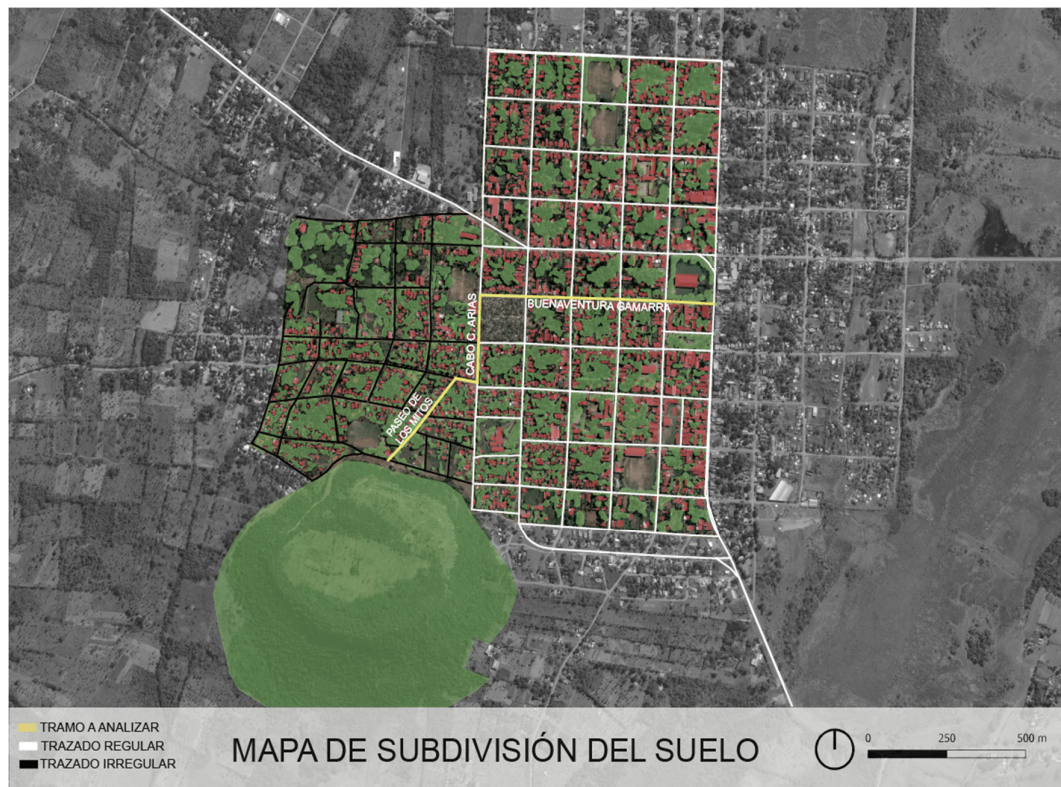 BUENAVENTURA GAMARRA
CABO C. ARIAS
PASEO DE
LOS MITOS
TRAMO A ANALIZAR
TRAZADO REGULAR
TRAZADO IRREGULAR
MAPA DE SUBDIVISIÓN DEL SUELO
0 250 500 m